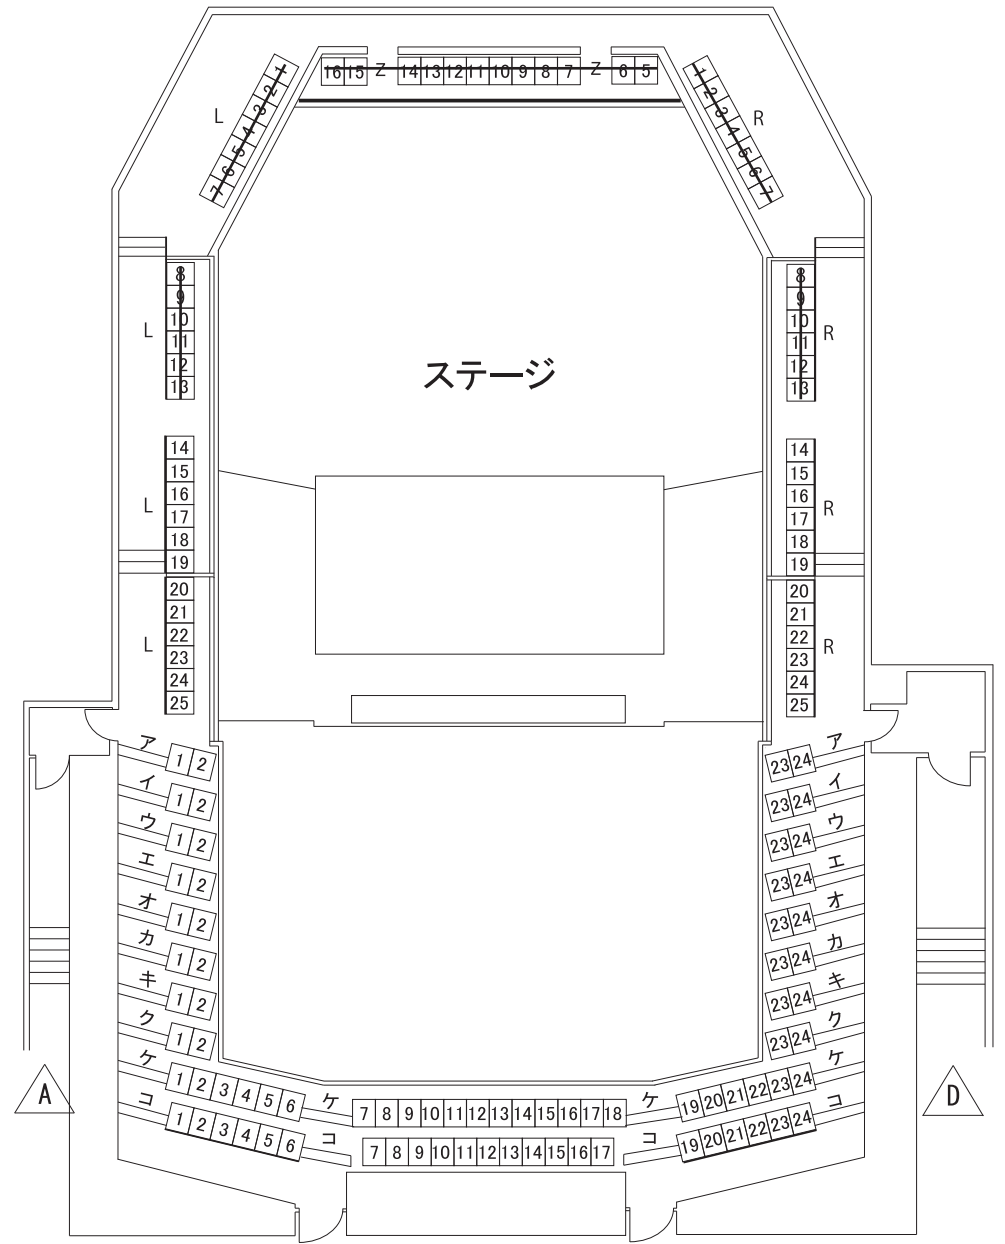 16 15 Z 14 13 12 11 10 9 8 7 Z 6 5
L 1 2 3 4 5 6 7
R 1 2 3 4 5 6 7
L 8 9 10 11 12 13
R 8 9 10 11 12 13
ステージ
L 14 15 16 17 18 19
R 14 15 16 17 18 19
L 20 21 22 23 24 25
R 20 21 22 23 24 25
ア 1 2 23 24 ア
イ 1 2 23 24 イ
ウ 1 2 23 24 ウ
エ 1 2 23 24 エ
オ 1 2 23 24 オ
カ 1 2 23 24 カ
キ 1 2 23 24 キ
ク 1 2 23 24 ク
ケ 1 2 3 4 5 6 ケ 7 8 9 10 11 12 13 14 15 16 17 18 ケ 19 20 21 22 23 24 ケ
コ 1 2 3 4 5 6 コ 7 8 9 10 11 12 13 14 15 16 17 コ 19 20 21 22 23 24 コ
A
D